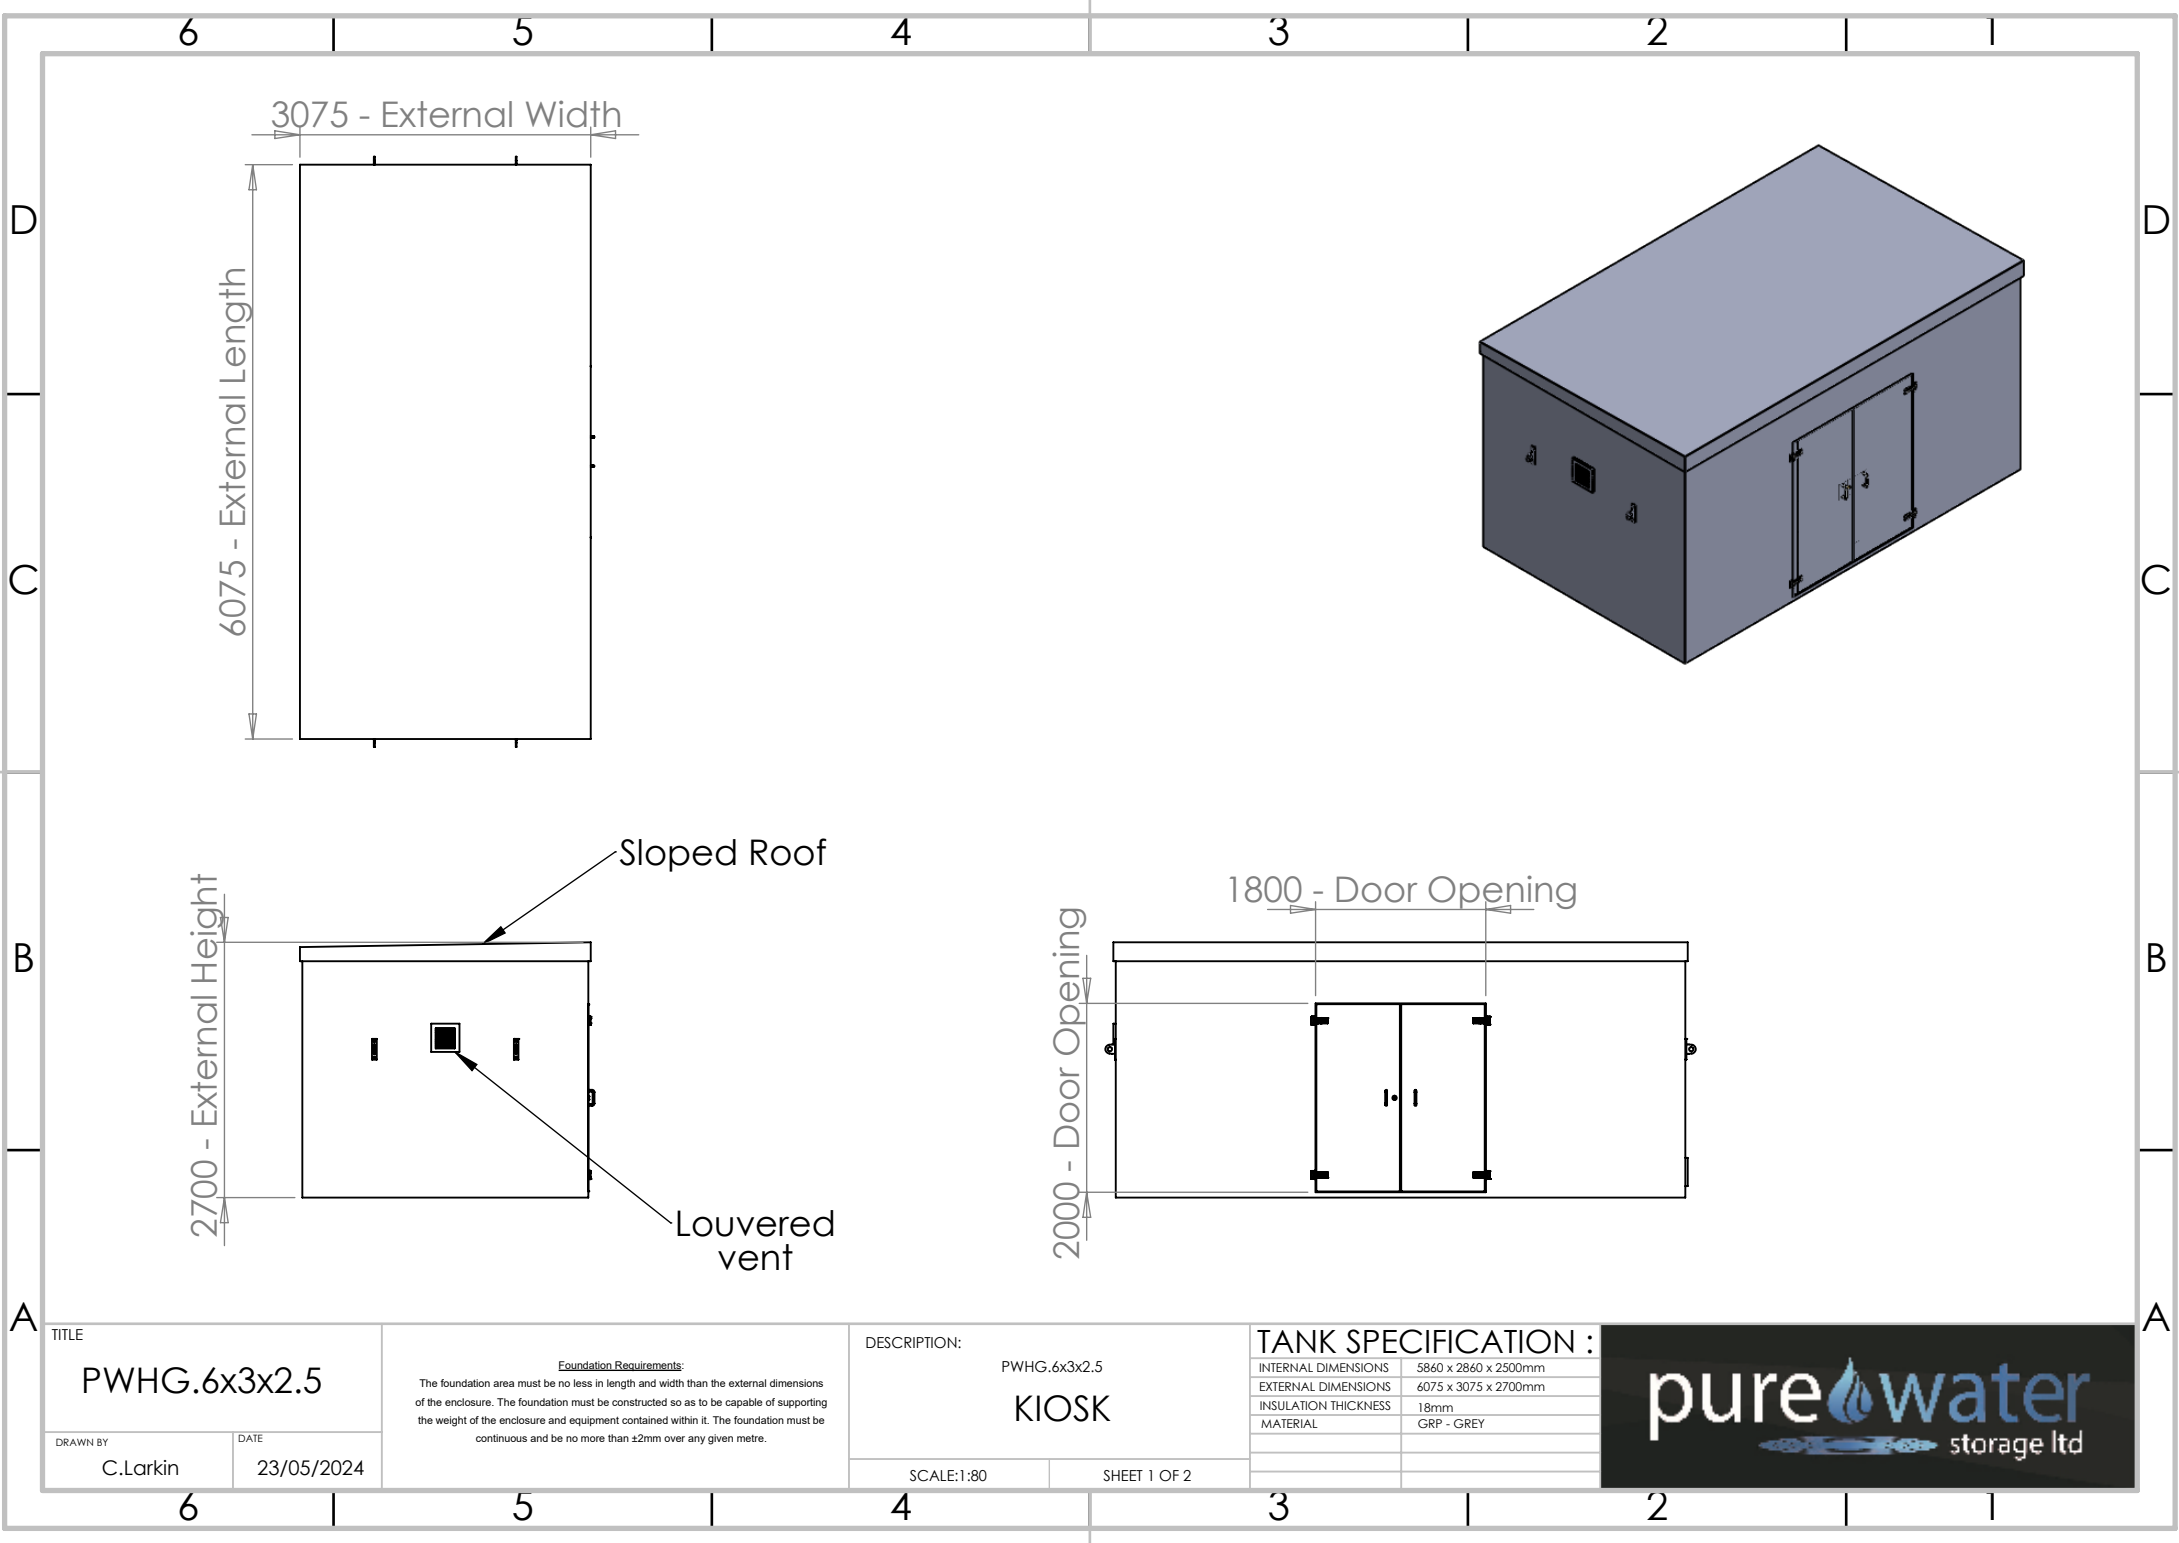 6 5 4 3 2 1
3075 - External Width
6075 - External Length
D D
C C
Sloped Roof
2700 - External Height
1800 - Door Opening
2000 - Door Opening
B B
Louvered
vent
A A
TITLE
PWHG.6x3x2.5
DRAWN BY
C.Larkin
DATE
23/05/2024
Foundation Requirements:
The foundation area must be no less in length and width than the external dimensions
of the enclosure. The foundation must be constructed so as to be capable of supporting
the weight of the enclosure and equipment contained within it. The foundation must be
continuous and be no more than ±2mm over any given metre.
DESCRIPTION:
PWHG.6x3x2.5
KIOSK
SCALE:1:80
SHEET 1 OF 2
TANK SPECIFICATION :
INTERNAL DIMENSIONS 5860 x 2860 x 2500mm
EXTERNAL DIMENSIONS 6075 x 3075 x 2700mm
INSULATION THICKNESS 18mm
MATERIAL GRP - GREY
pure water
storage ltd
6 5 4 3 2 1